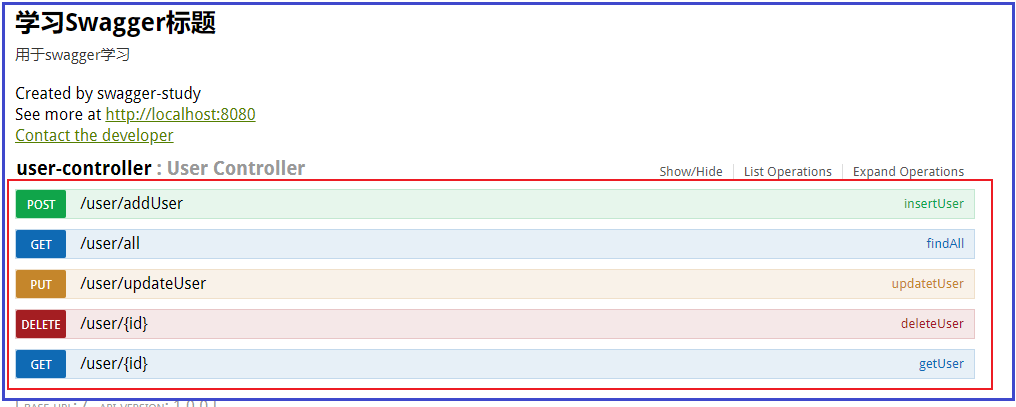 学习Swagger标题
用于swagger学习
Created by swagger-study
See more at http://localhost:8080
Contact the developer
user-controller : User Controller Show/Hide List Operations Expand Operations
POST /user/addUser insertUser
GET /user/all findAll
PUT /user/updateUser updatetUser
DELETE /user/{id} deleteUser
GET /user/{id} getUser
[ BASE URL: / , API VERSION: 1.0.0 ]